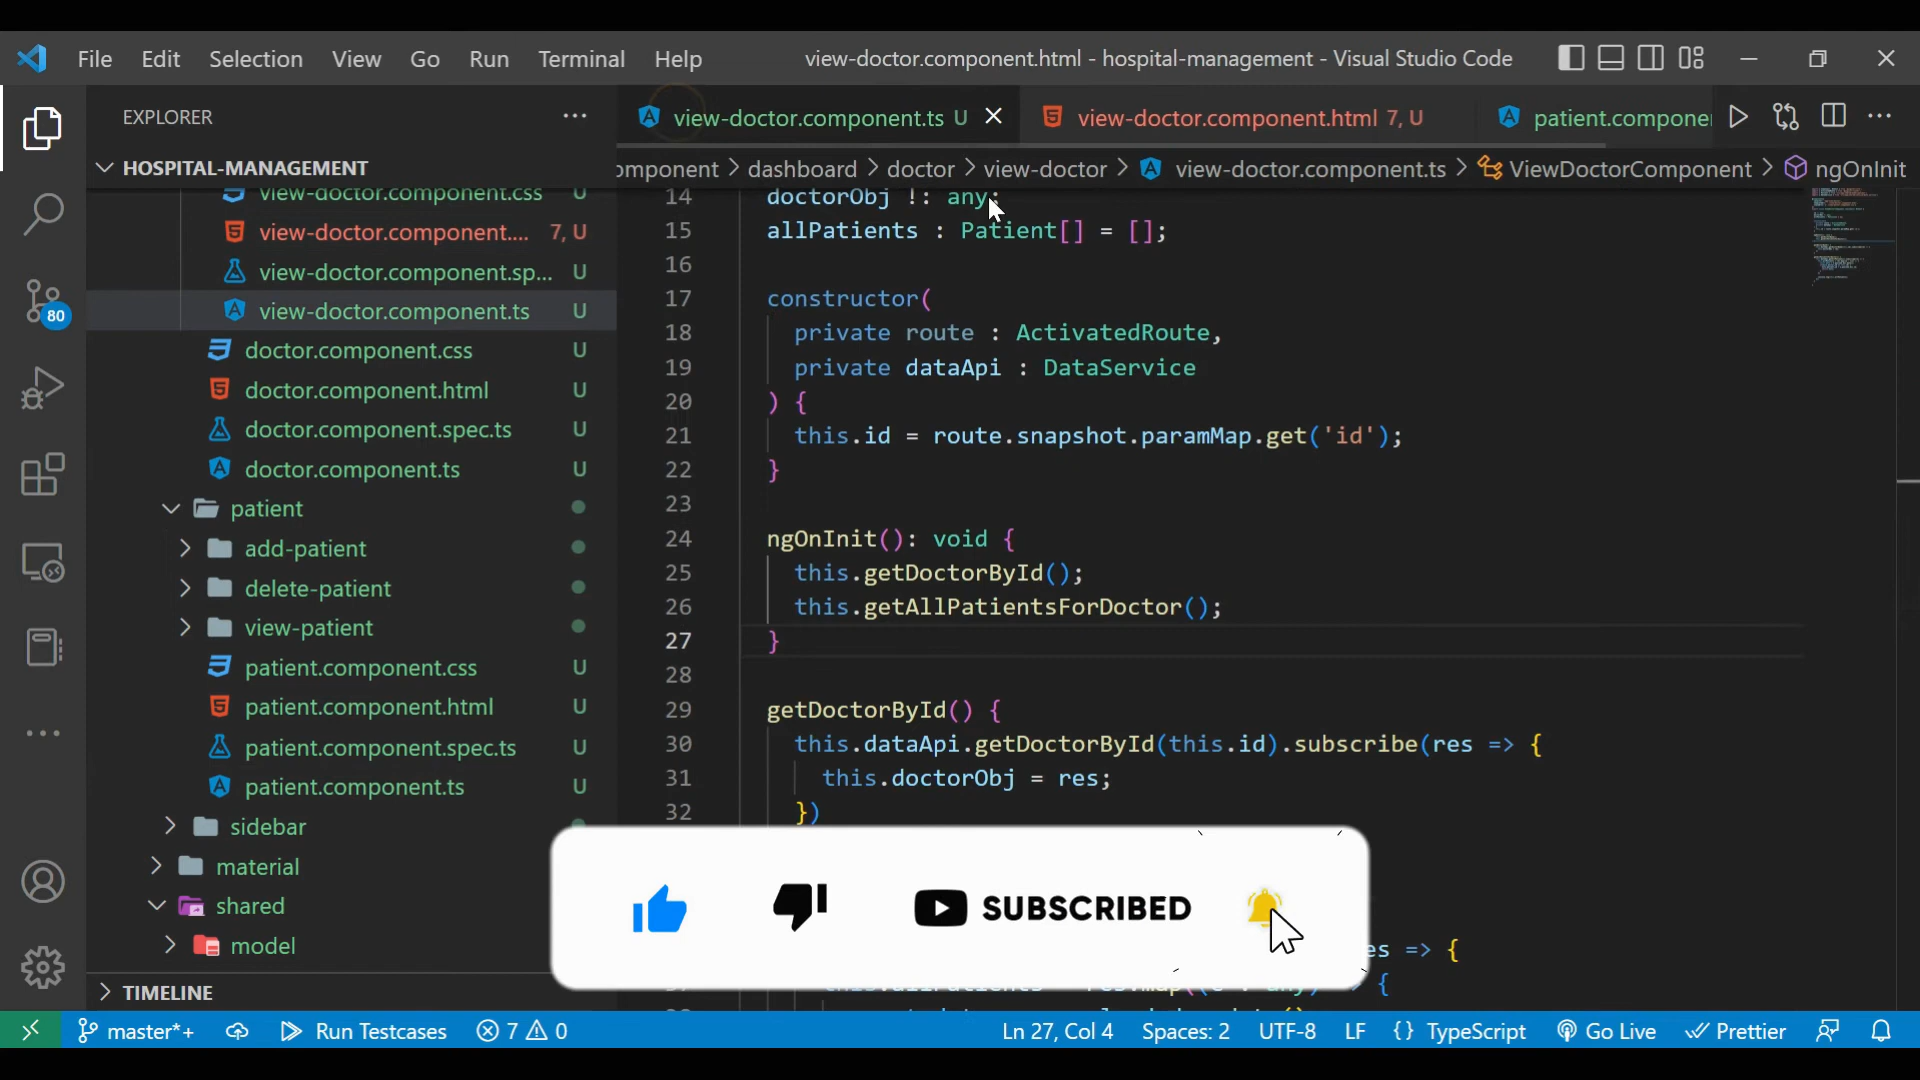 File Edit Selection View Go Run Terminal Help view-doctor.component.html - hospital-management - Visual Studio Code
EXPLORER
view-doctor.component.ts U
view-doctor.component.html 7, U
patient.compone
HOSPITAL-MANAGEMENT
omponent > dashboard > doctor > view-doctor > view-doctor.component.ts > ViewDoctorComponent > ngOnInit
view-doctor.component.css U
view-doctor.component.... 7, U
view-doctor.component.sp... U
view-doctor.component.ts U
doctor.component.css U
doctor.component.html U
doctor.component.spec.ts U
doctor.component.ts U
patient
add-patient
delete-patient
view-patient
patient.component.css U
patient.component.html U
patient.component.spec.ts U
patient.component.ts U
sidebar
material
shared
model
TIMELINE
80
14 doctorObj !: any;
15 allPatients : Patient[] = [];
16
17 constructor(
18 private route : ActivatedRoute,
19 private dataApi : DataService
20 ) {
21 this.id = route.snapshot.paramMap.get('id');
22 }
23
24 ngOnInit(): void {
25 this.getDoctorById();
26 this.getAllPatientsForDoctor();
27 }
28
29 getDoctorById() {
30 this.dataApi.getDoctorById(this.id).subscribe(res => {
31 this.doctorObj = res;
32 })
es => {
SUBSCRIBED
master*+ Run Testcases 7 0 Ln 27, Col 4 Spaces: 2 UTF-8 LF {} TypeScript Go Live Prettier